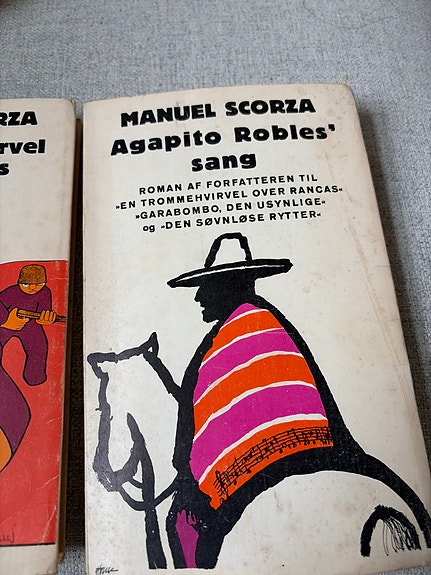 RZA
rvel
s
MANUEL SCORZA
Agapito Robles'
sang
ROMAN AF FORFATTEREN TIL
»EN TROMMEHVIRVEL OVER RANCAS«
»GARABOMBO, DEN USYNLIGE«
og »DEN SØVNLØSE RYTTER«